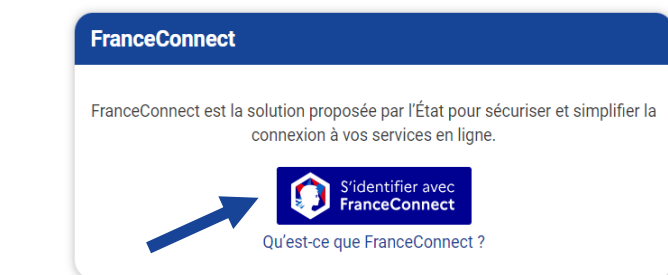 FranceConnect
FranceConnect est la solution proposée par l’État pour sécuriser et simplifier la
connexion à vos services en ligne.
S’identifier avec
FranceConnect
Qu’est-ce que FranceConnect ?